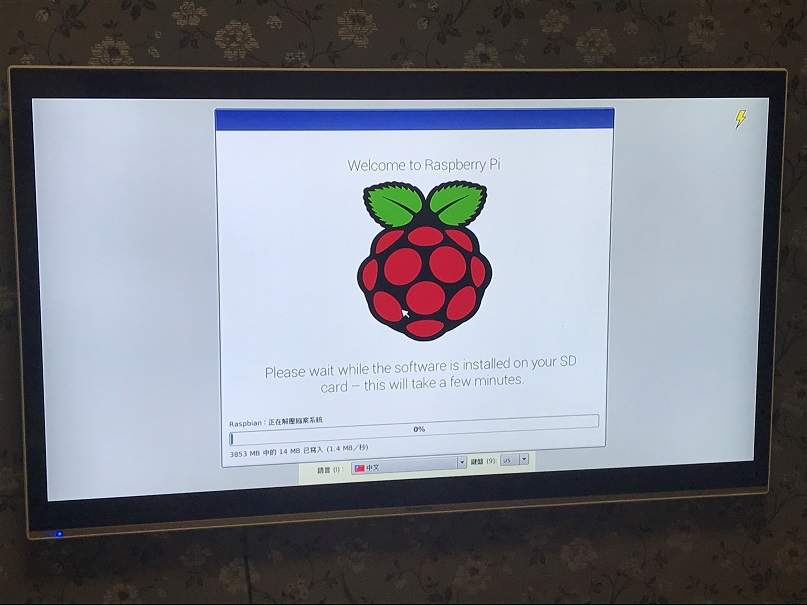 Welcome to Raspberry Pi
Please wait while the software is installed on your SD
card – this will take a few minutes.
Raspbian：正在解壓縮檔案系統
0%
3853 MB 中的 14 MB 已寫入 (1.4 MB／秒)
語言 (l)： 中文 鍵盤 (9): us